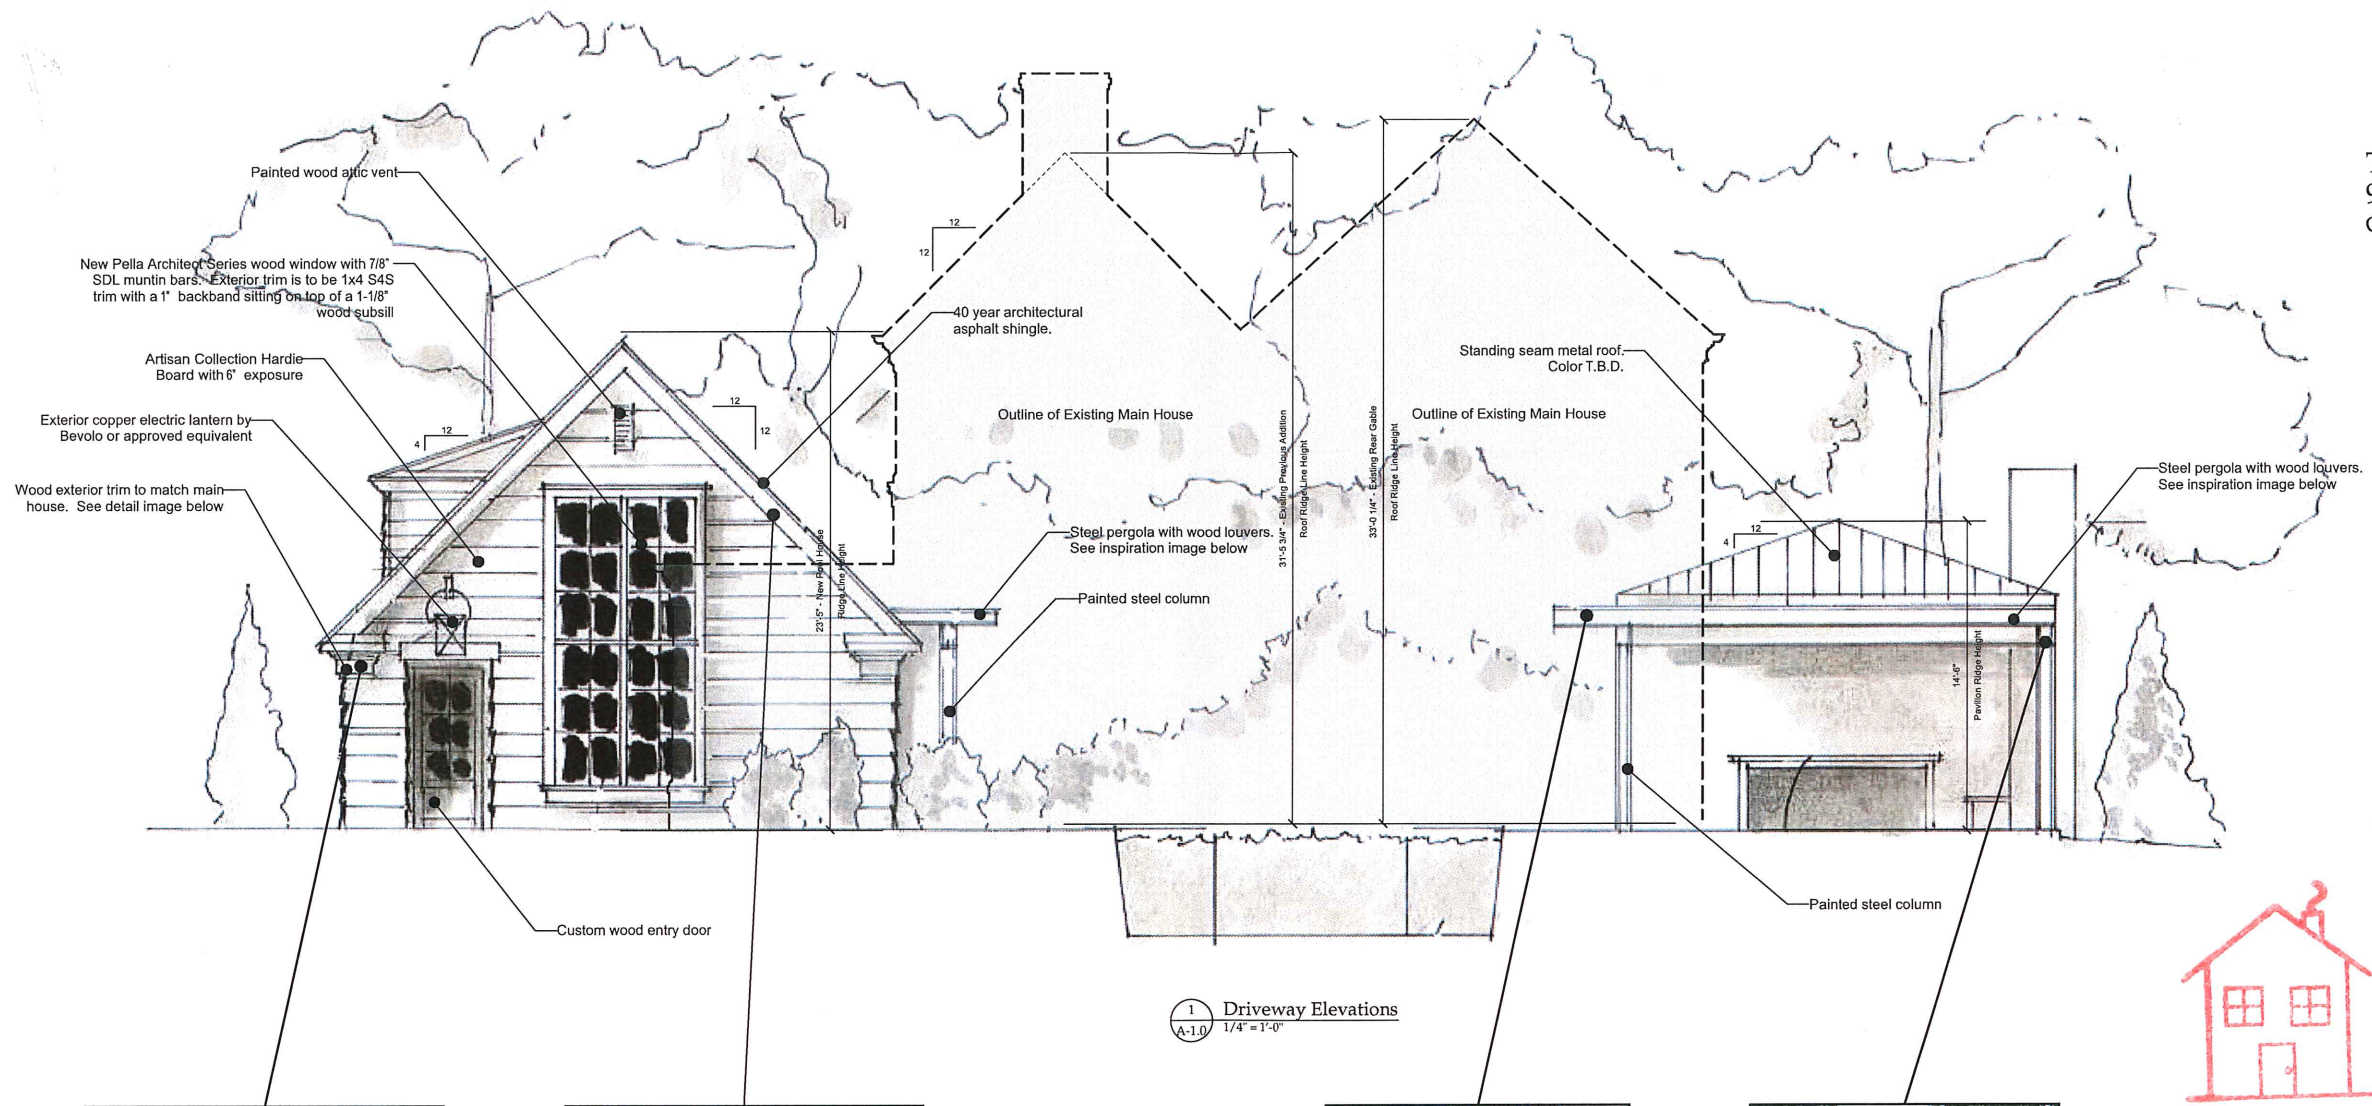 Painted wood attic vent
New Pella Architect Series wood window with 7/8"
SDL muntin bars. Exterior trim is to be 1x4 S4S
trim with a 1" backband sitting on top of a 1-1/8"
wood subsill
Artisan Collection Hardie
Board with 6" exposure
Exterior copper electric lantern by
Bevolo or approved equivalent
Wood exterior trim to match main
house. See detail image below
12
4
12
12
12
12
40 year architectural
asphalt shingle.
Outline of Existing Main House
Outline of Existing Main House
23'-5" - New Pool House
Ridge Line Height
31'-5 3/4" - Existing Previous Addition
Roof Ridge Line Height
33'-0 1/4" - Existing Rear Gable
Roof Ridge Line Height
Steel pergola with wood louvers.
See inspiration image below
Painted steel column
Standing seam metal roof.
Color T.B.D.
12
4
14'-6"
Pavilion Ridge Height
Steel pergola with wood louvers.
See inspiration image below
Painted steel column
Custom wood entry door
1
A-1.0
Driveway Elevations
1/4" = 1'-0"